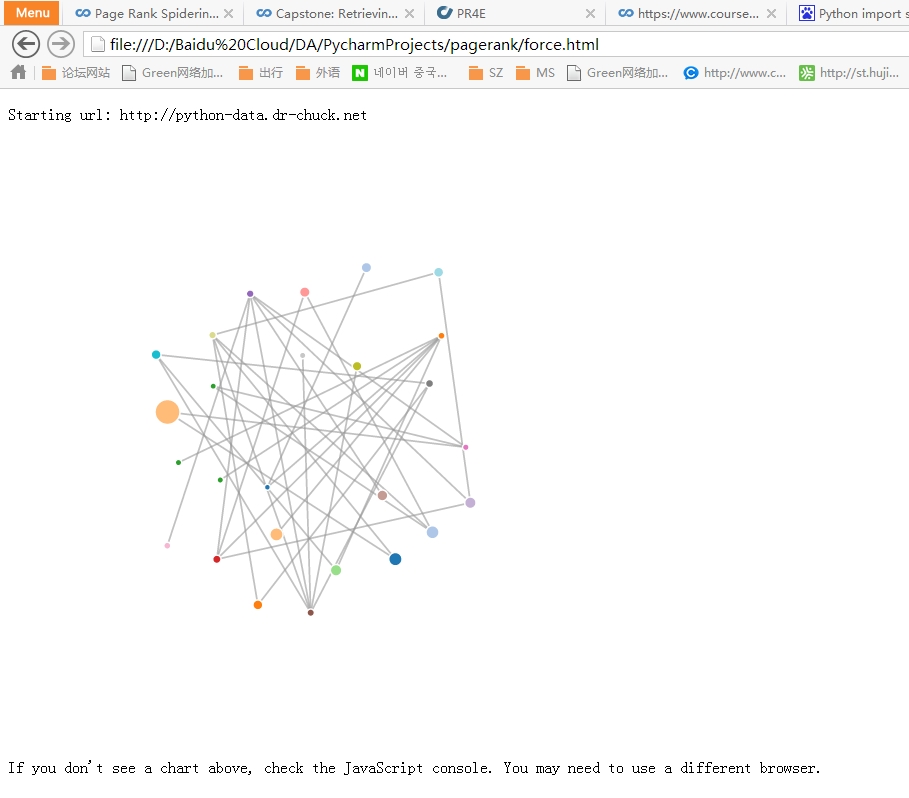 Menu
Page Rank Spiderin...
Capstone: Retrievin...
PR4E
https://www.course...
Python import s
file:///D:/Baidu%20Cloud/DA/PycharmProjects/pagerank/force.html
论坛网站
Green网络加...
出行
外语
N
네이버 중국...
SZ
MS
Green网络加...
http://www.c...
http://st.huji...
Starting url: http://python-data.dr-chuck.net
If you don't see a chart above, check the JavaScript console. You may need to use a different browser.